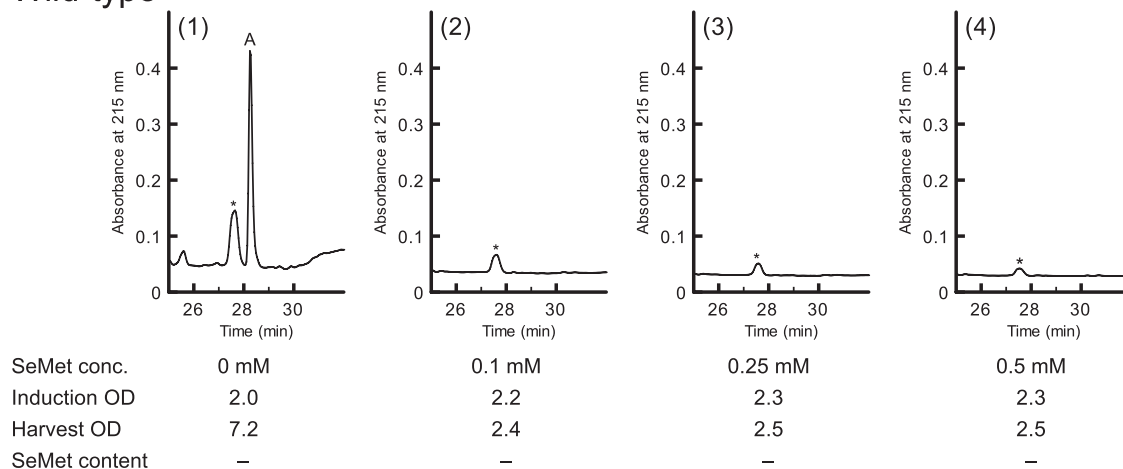 (1) (2) (3) (4)
A
Absorbance at 215 nm Absorbance at 215 nm Absorbance at 215 nm Absorbance at 215 nm
0.4 0.4 0.4 0.4
0.3 0.3 0.3 0.3
0.2 0.2 0.2 0.2
* * * *
0.1 0.1 0.1 0.1
0 0 0 0
26 28 30 26 28 30 26 28 30 26 28 30
Time (min) Time (min) Time (min) Time (min)
SeMet conc. 0 mM 0.1 mM 0.25 mM 0.5 mM
Induction OD 2.0 2.2 2.3 2.3
Harvest OD 7.2 2.4 2.5 2.5
SeMet content – – – –